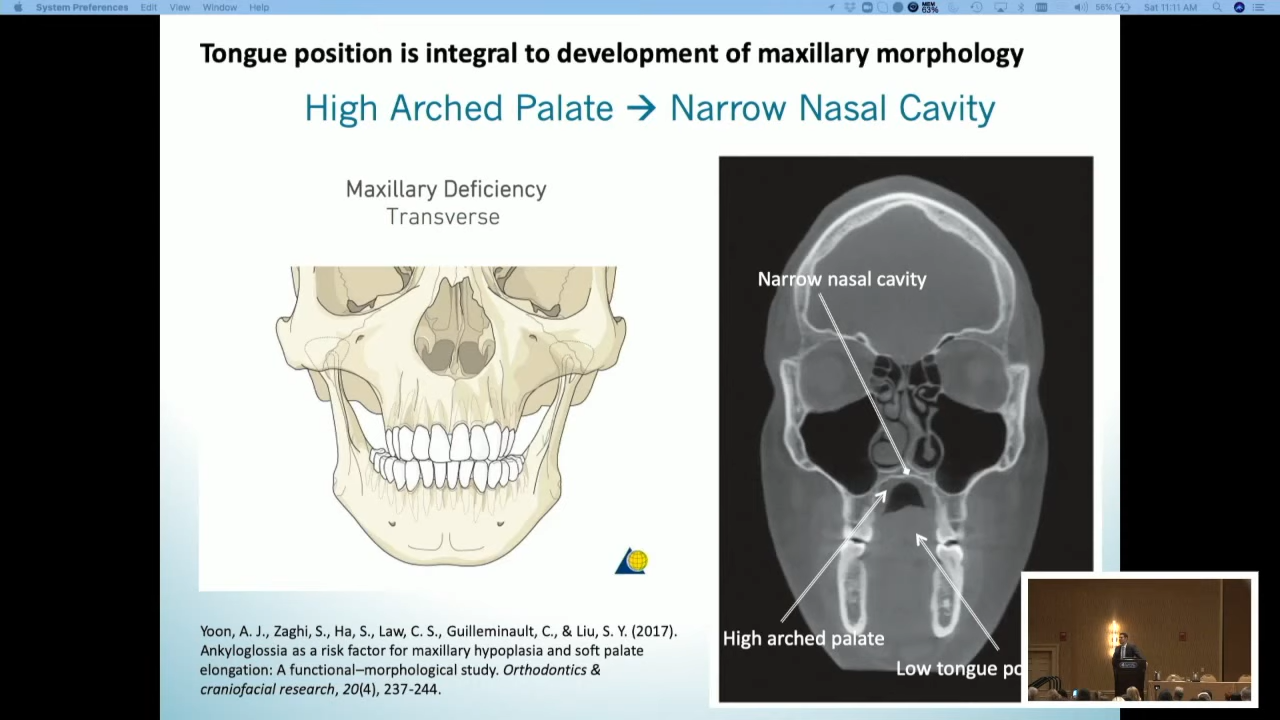 System Preferences Edit View Window Help
MEM
63%
56%
Sat 11:11 AM
Tongue position is integral to development of maxillary morphology
High Arched Palate → Narrow Nasal Cavity
Maxillary Deficiency
Transverse
Narrow nasal cavity
High arched palate
Low tongue po
Yoon, A. J., Zaghi, S., Ha, S., Law, C. S., Guilleminault, C., & Liu, S. Y. (2017).
Ankyloglossia as a risk factor for maxillary hypoplasia and soft palate
elongation: A functional–morphological study. Orthodontics &
craniofacial research, 20(4), 237-244.